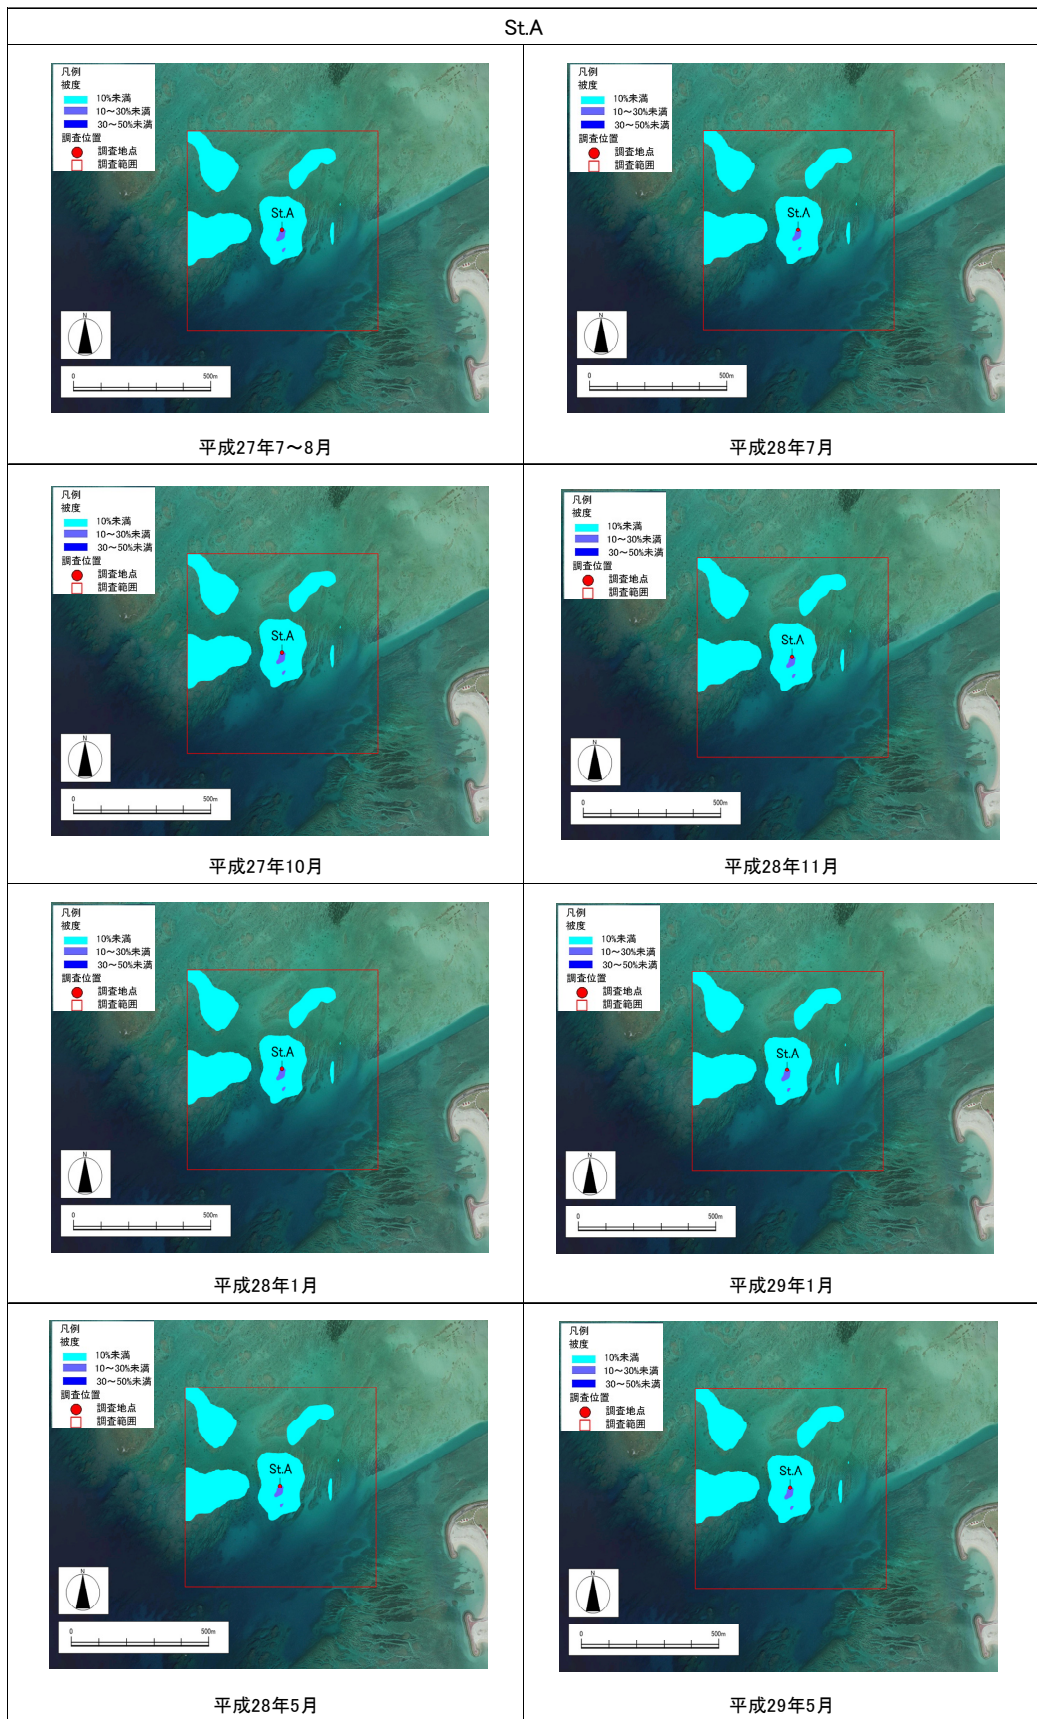 St.A
凡例
被度
10%未満
10～30%未満
30～50%未満
調査位置
調査地点
調査範囲
St.A
N
0 500m
平成27年7～8月
凡例
被度
10%未満
10～30%未満
30～50%未満
調査位置
調査地点
調査範囲
St.A
N
0 500m
平成28年7月
凡例
被度
10%未満
10～30%未満
30～50%未満
調査位置
調査地点
調査範囲
St.A
N
0 500m
平成27年10月
凡例
被度
10%未満
10～30%未満
30～50%未満
調査位置
調査地点
調査範囲
St.A
N
0 500m
平成28年11月
凡例
被度
10%未満
10～30%未満
30～50%未満
調査位置
調査地点
調査範囲
St.A
N
0 500m
平成28年1月
凡例
被度
10%未満
10～30%未満
30～50%未満
調査位置
調査地点
調査範囲
St.A
N
0 500m
平成29年1月
凡例
被度
10%未満
10～30%未満
30～50%未満
調査位置
調査地点
調査範囲
St.A
N
0 500m
平成28年5月
凡例
被度
10%未満
10～30%未満
30～50%未満
調査位置
調査地点
調査範囲
St.A
N
0 500m
平成29年5月